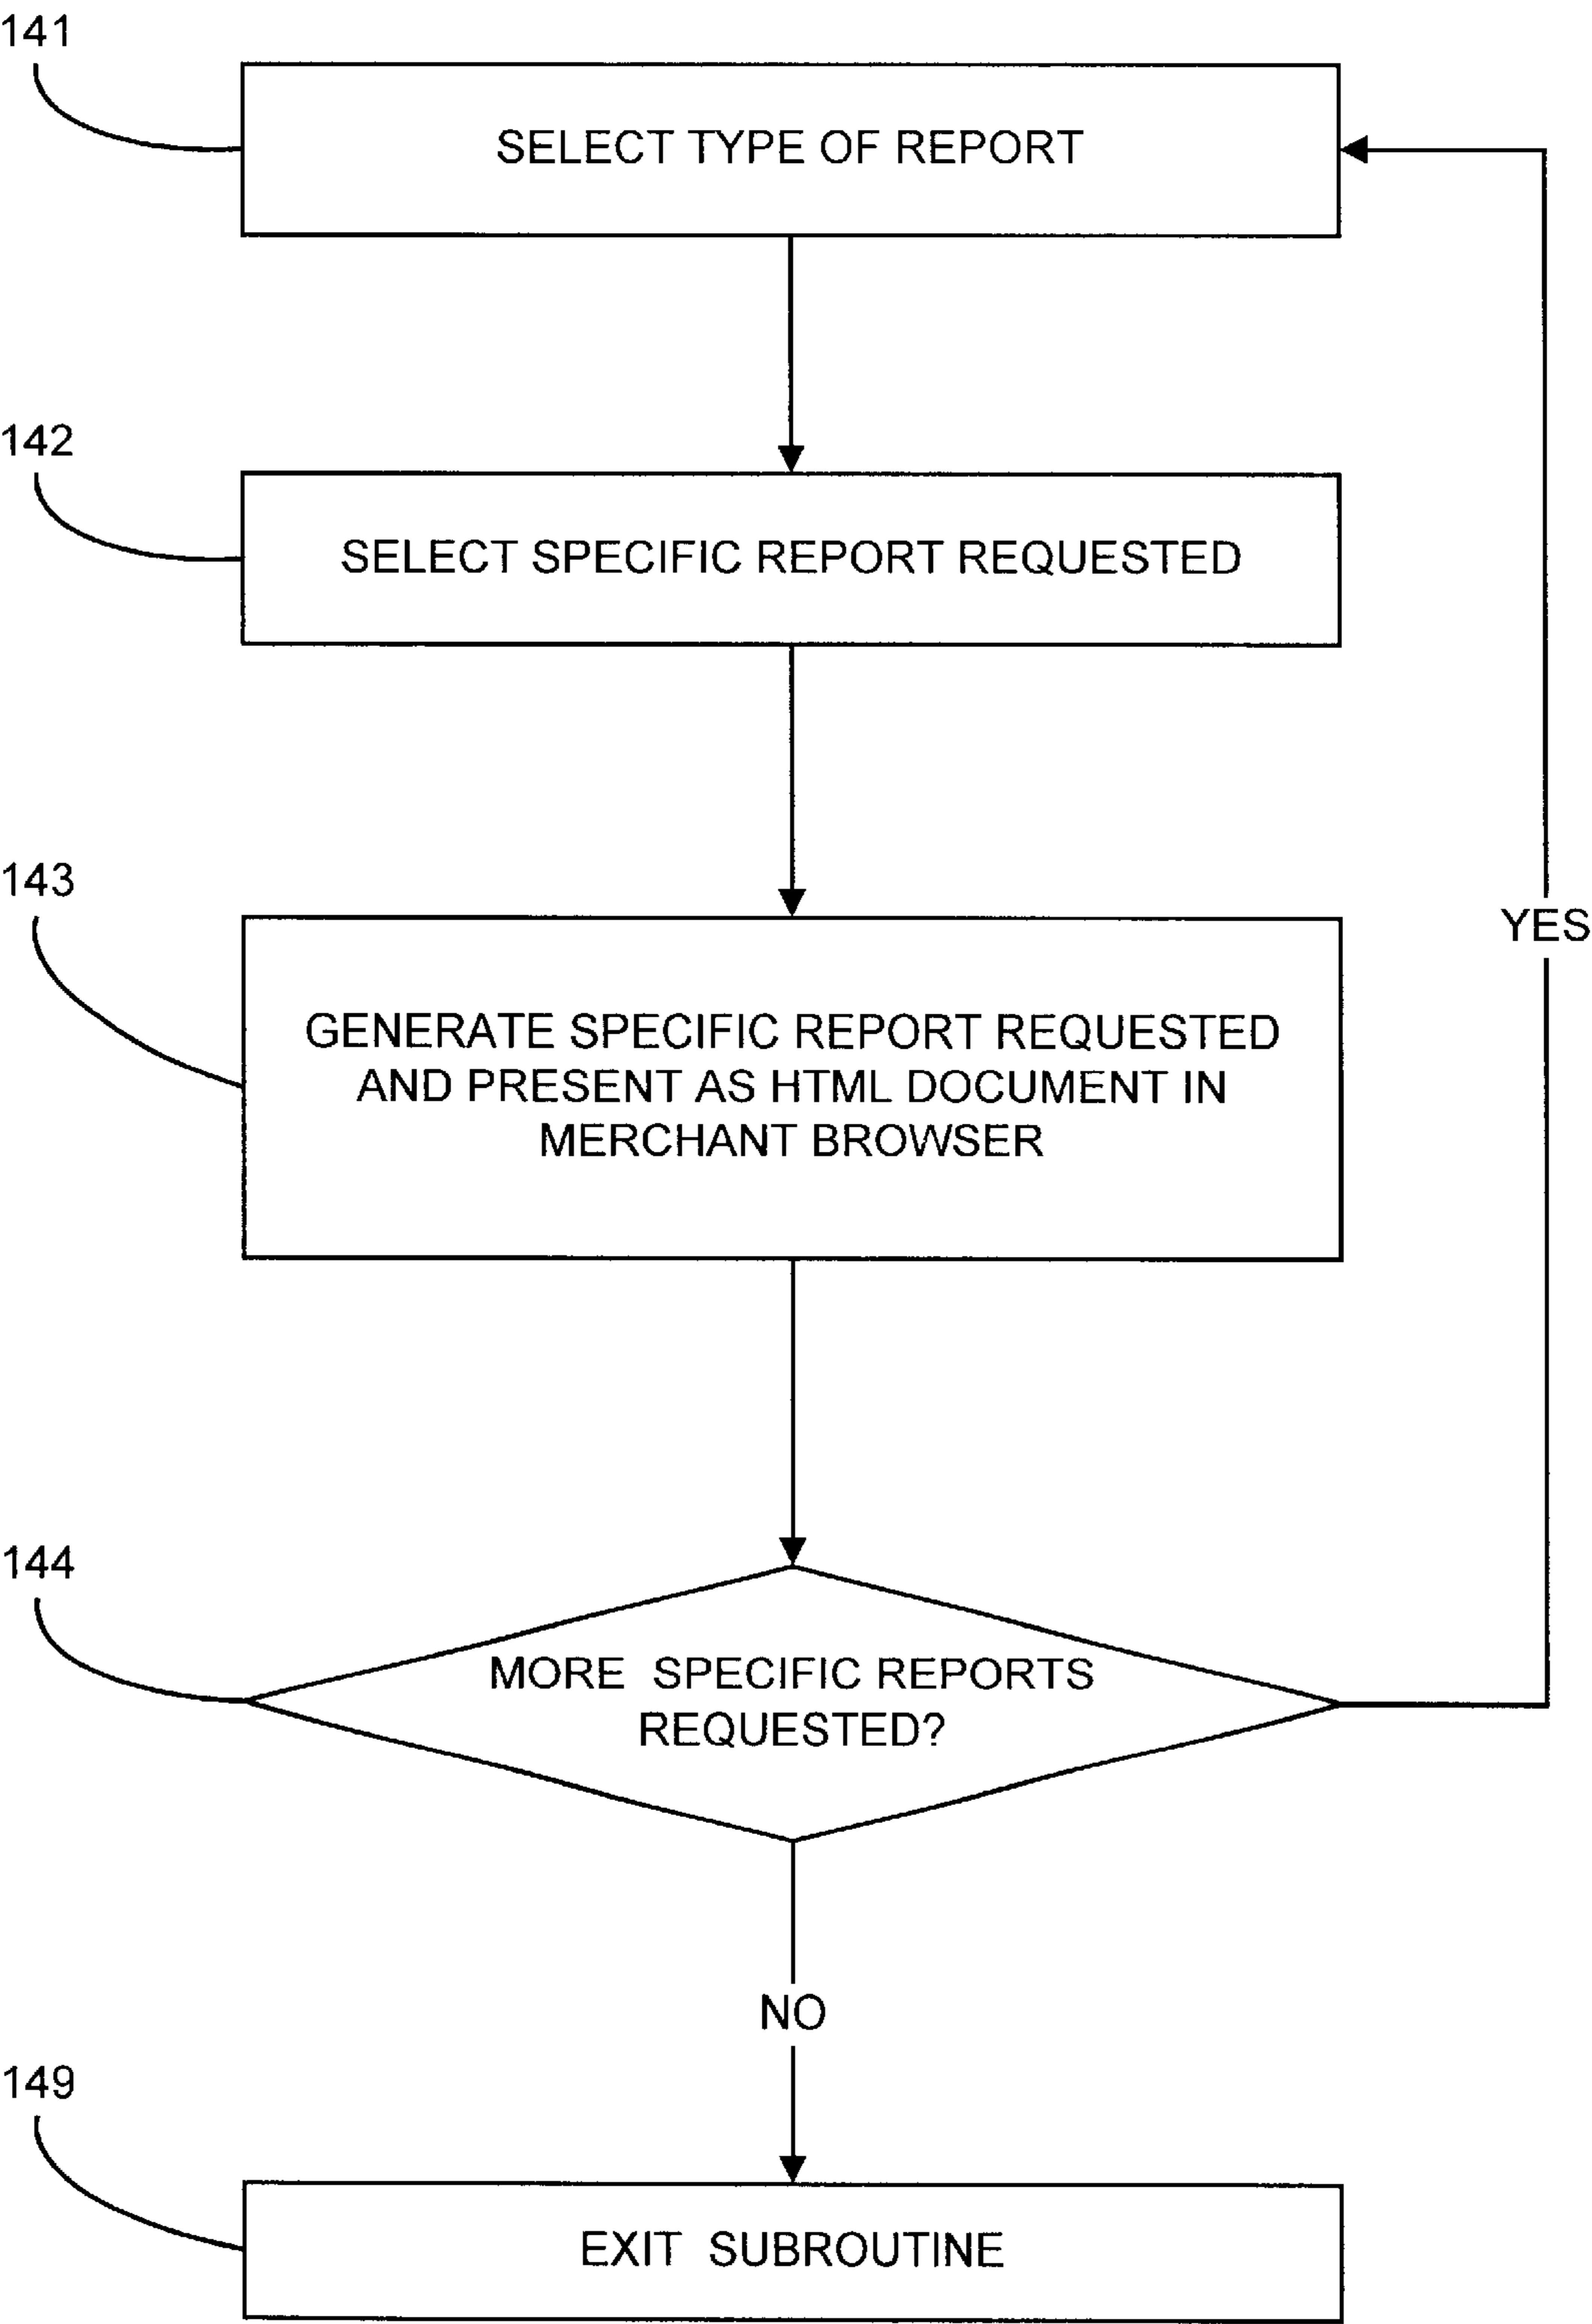 141
SELECT TYPE OF REPORT
142
SELECT SPECIFIC REPORT REQUESTED
143
GENERATE SPECIFIC REPORT REQUESTED
AND PRESENT AS HTML DOCUMENT IN
MERCHANT BROWSER
YES
144
MORE SPECIFIC REPORTS
REQUESTED?
NO
149
EXIT SUBROUTINE